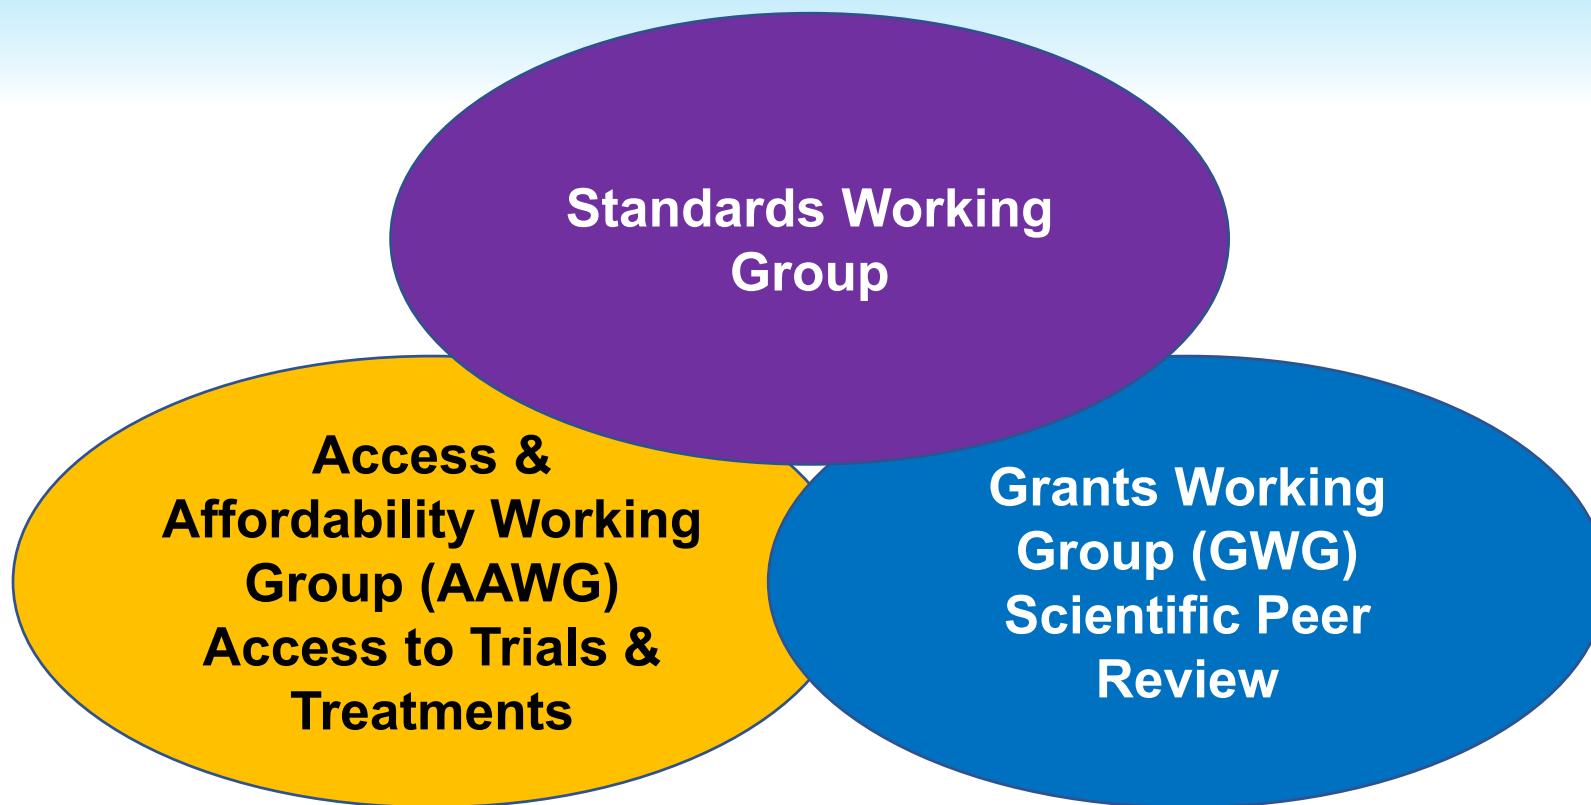 Standards Working
Group
Access &
Affordability Working
Group (AAWG)
Access to Trials &
Treatments
Grants Working
Group (GWG)
Scientific Peer
Review